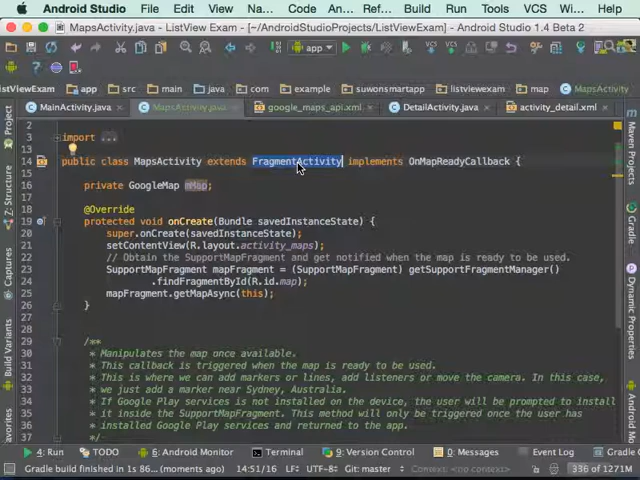 Android Studio File Edit View Na... Code An... Ref... Build Run Tools VCS Wi... Help
MapsActivity.java - ListView Exam - [~/AndroidStudioProjects/ListViewExam] - Android Studio 1.4 Beta 2
app
istViewExam app src main java com example suwonsmartapp listviewexam map MapsActivity
MainActivity.java MapsActivity.java google_maps_api.xml DetailActivity.java activity_detail.xml
2
3 import ...
14 public class MapsActivity extends FragmentActivity implements OnMapReadyCallback {
15
16 private GoogleMap mMap;
17
18 @Override
19 protected void onCreate(Bundle savedInstanceState) {
20 super.onCreate(savedInstanceState);
21 setContentView(R.layout.activity_maps);
22 // Obtain the SupportMapFragment and get notified when the map is ready to be used.
23 SupportMapFragment mapFragment = (SupportMapFragment) getSupportFragmentManager()
24 .findFragmentById(R.id.map);
25 mapFragment.getMapAsync(this);
26 }
27
28
29 /**
30 * Manipulates the map once available.
31 * This callback is triggered when the map is ready to be used.
32 * This is where we can add markers or lines, add listeners or move the camera. In this case,
33 * we just add a marker near Sydney, Australia.
34 * If Google Play services is not installed on the device, the user will be prompted to install
35 * it inside the SupportMapFragment. This method will only be triggered once the user has
36 * installed Google Play services and returned to the app.
37 */
1: Project
7: Structure
Captures
Build Variants
Maven Projects
Gradle
Dynamic Properties
4: Run TODO 6: Android Monitor Terminal 9: Version Control 0: Messages Event Log Gradle C
Gradle build finished in 1s 86... (moments ago) 14:51/16 LF÷ UTF-8÷ Git: master÷ Context: <no context> 336 of 1271M